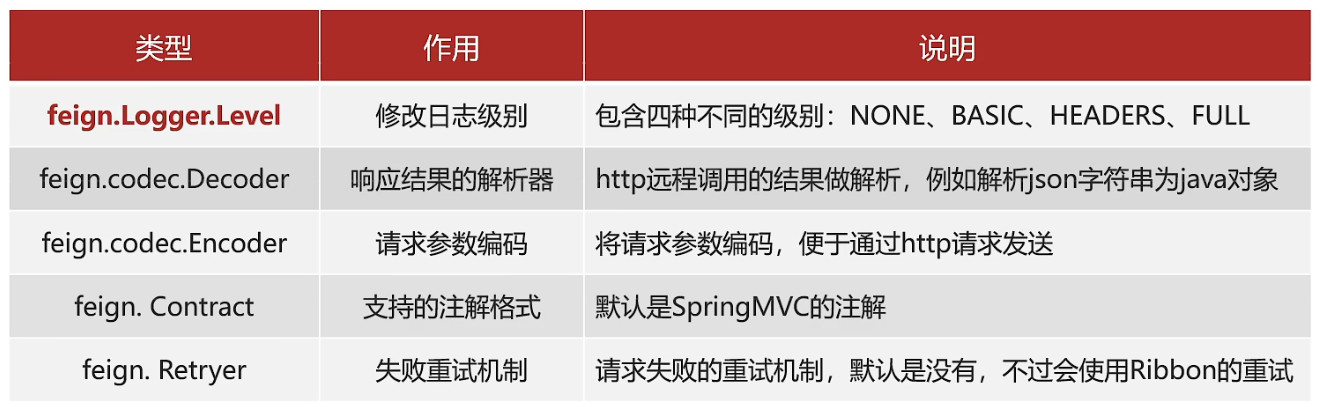 类型 作用 说明
feign.Logger.Level 修改日志级别 包含四种不同的级别：NONE、BASIC、HEADERS、FULL
feign.codec.Decoder 响应结果的解析器 http远程调用的结果做解析，例如解析json字符串为java对象
feign.codec.Encoder 请求参数编码 将请求参数编码，便于通过http请求发送
feign. Contract 支持的注解格式 默认是SpringMVC的注解
feign. Retryer 失败重试机制 请求失败的重试机制，默认是没有，不过会使用Ribbon的重试